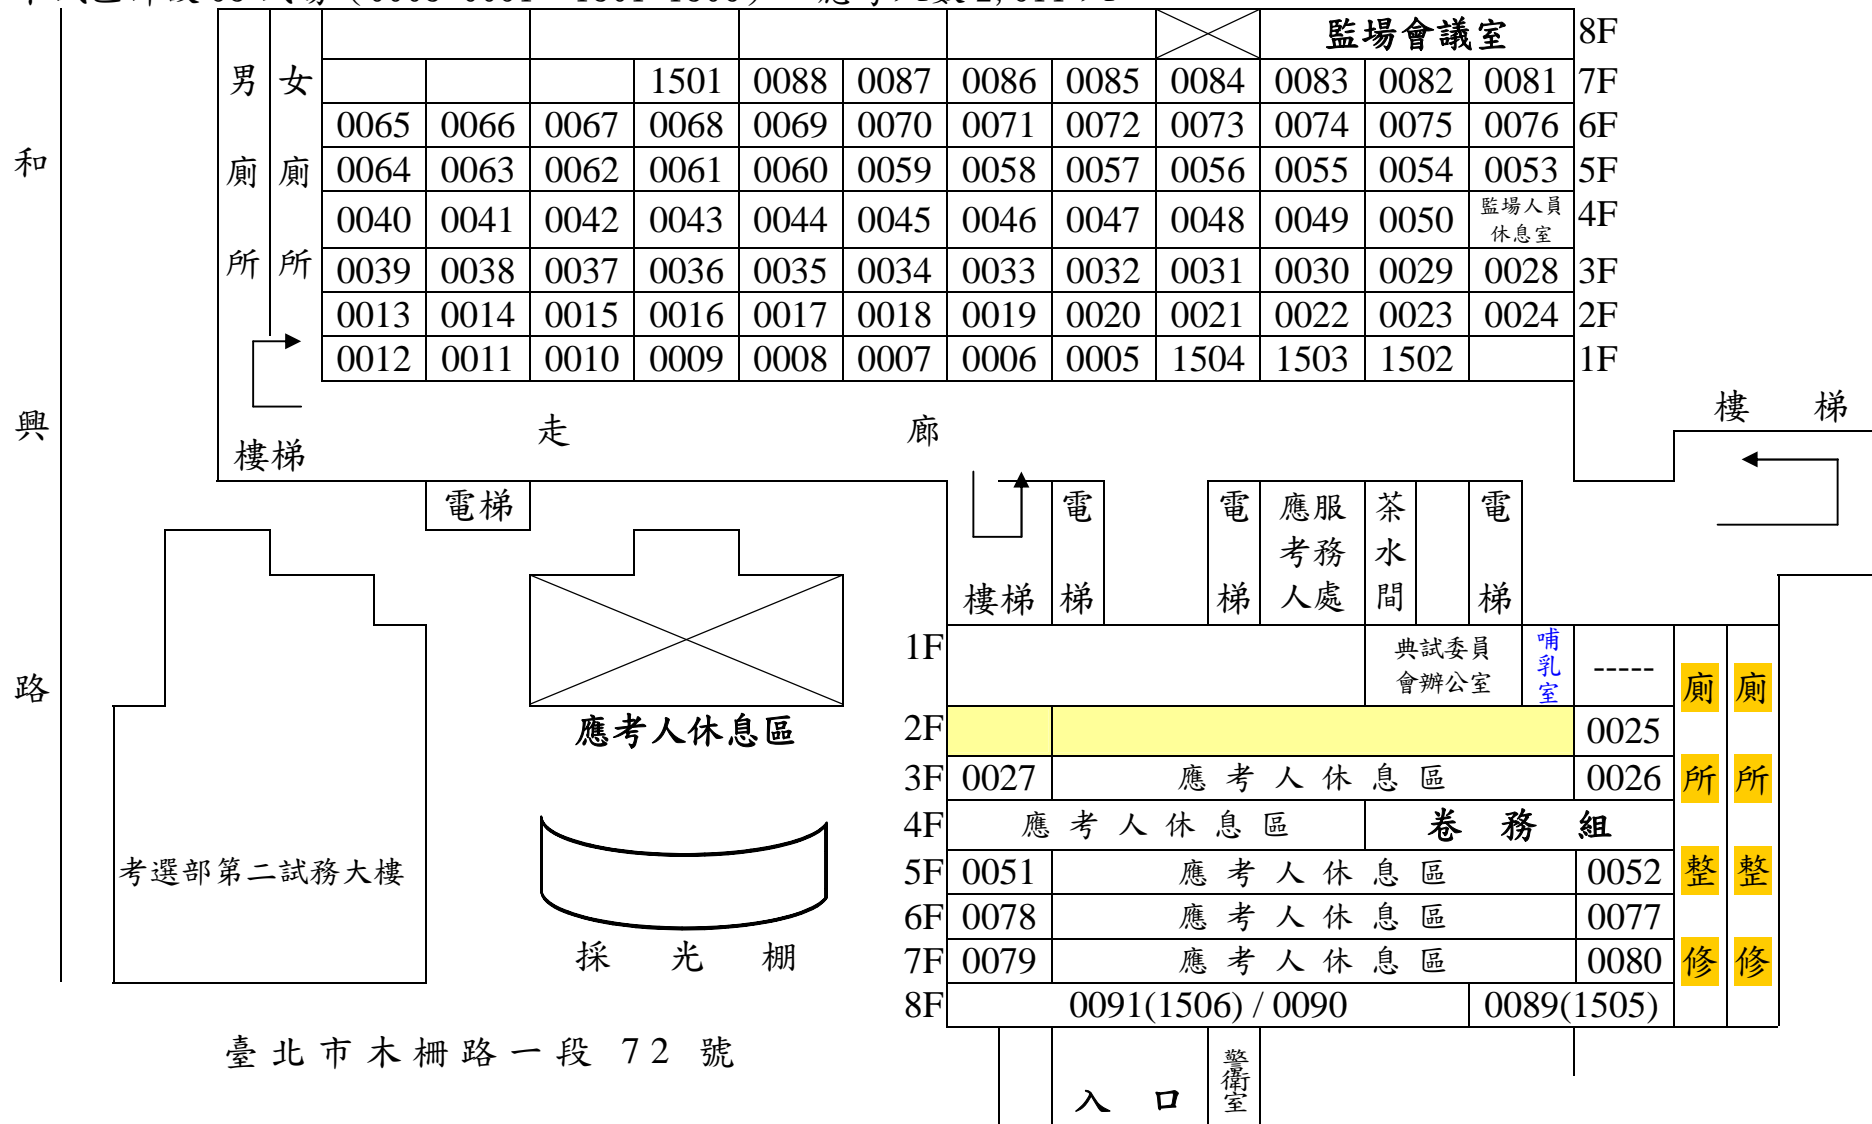 監場會議室 8F
男 女 1501 0088 0087 0086 0085 0084 0083 0082 0081 7F
0065 0066 0067 0068 0069 0070 0071 0072 0073 0074 0075 0076 6F
和
廁 廁 0064 0063 0062 0061 0060 0059 0058 0057 0056 0055 0054 0053 5F
0040 0041 0042 0043 0044 0045 0046 0047 0048 0049 0050 監場人員休息室 4F
所 所 0039 0038 0037 0036 0035 0034 0033 0032 0031 0030 0029 0028 3F
0013 0014 0015 0016 0017 0018 0019 0020 0021 0022 0023 0024 2F
0012 0011 0010 0009 0008 0007 0006 0005 1504 1503 1502 1F
樓 梯
興
走 廊
樓梯
電梯
樓梯
電梯
電梯
應考人服務處
茶水間
電梯
1F 典試委員會辦公室 哺乳室 -----
路
廁所整修 廁所整修
應考人休息區
2F 0025
3F 0027 應考人休息區 0026
4F 應考人休息區 卷務組
考選部第二試務大樓
5F 0051 應考人休息區 0052
6F 0078 應考人休息區 0077
採 光 棚
7F 0079 應考人休息區 0080
8F 0091(1506) / 0090 0089(1505)
臺北市木柵路一段 72 號
警衛室
入 口